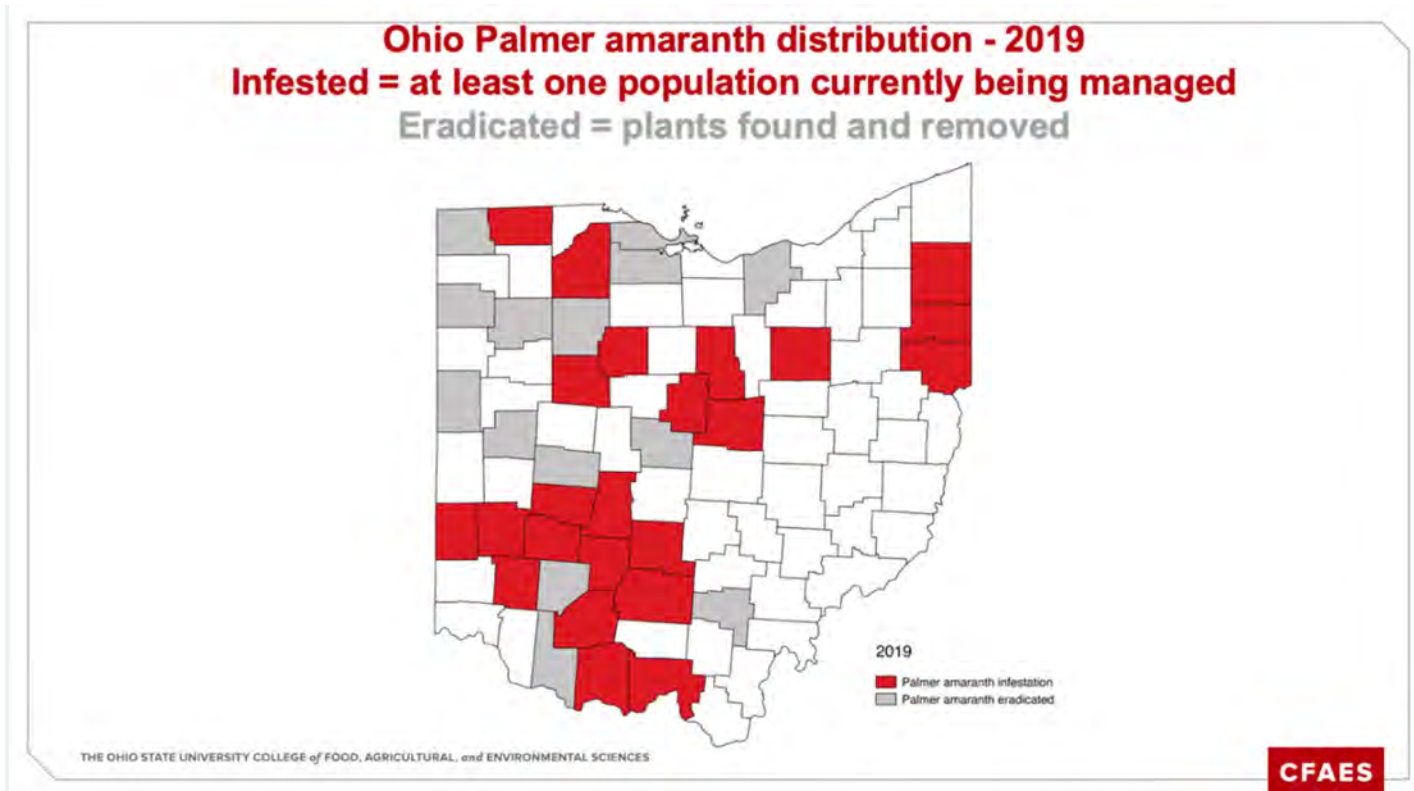 Ohio Palmer amaranth distribution - 2019
Infested = at least one population currently being managed
Eradicated = plants found and removed
2019
Palmer amaranth infestation
Palmer amaranth eradicated
THE OHIO STATE UNIVERSITY COLLEGE of FOOD, AGRICULTURAL, and ENVIRONMENTAL SCIENCES
CFAES